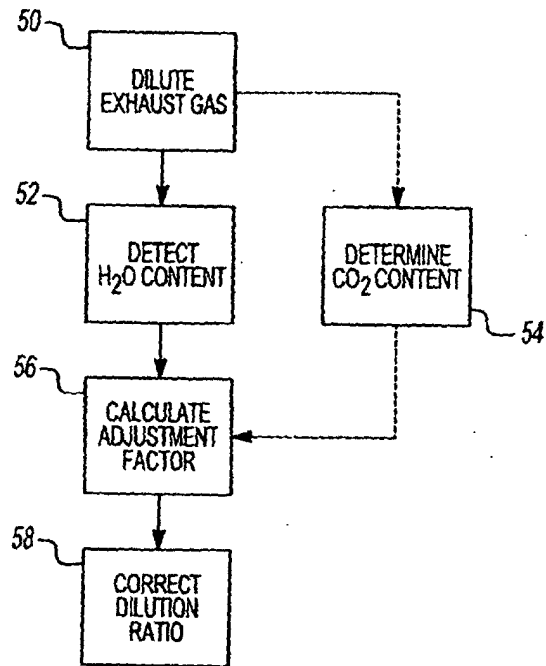 50
DILUTE
EXHAUST GAS
52
DETECT
H₂O CONTENT
DETERMINE
CO₂ CONTENT
54
56
CALCULATE
ADJUSTMENT
FACTOR
58
CORRECT
DILUTION
RATIO